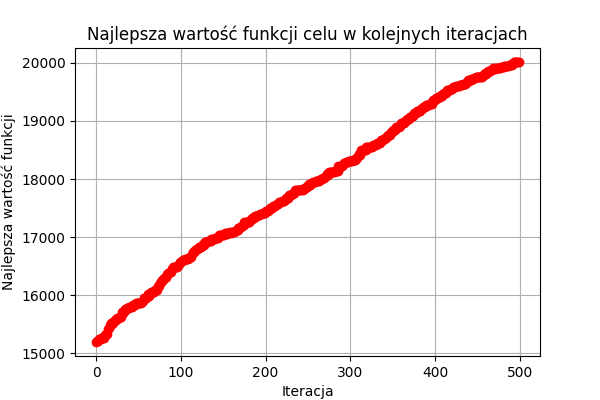 Najlepsza wartość funkcji celu w kolejnych iteracjach
20000
19000
18000
17000
16000
15000
Najlepsza wartość funkcji
0 100 200 300 400 500
Iteracja